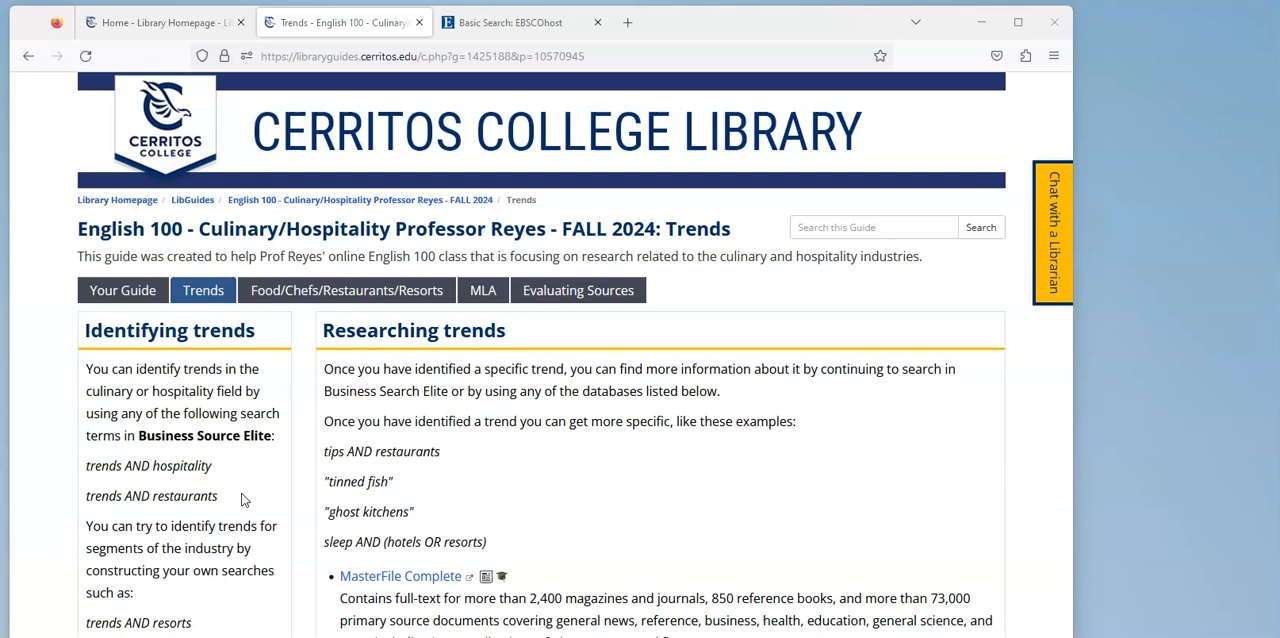 Home - Library Homepage - Li
Trends - English 100 - Culinary/
Basic Search: EBSCOhost
https://libraryguides.cerritos.edu/c.php?g=1425188&p=10570945
CERRITOS
COLLEGE
CERRITOS COLLEGE LIBRARY
Chat with a Librarian
Library Homepage / LibGuides / English 100 - Culinary/Hospitality Professor Reyes - FALL 2024 / Trends
English 100 - Culinary/Hospitality Professor Reyes - FALL 2024: Trends
Search this Guide Search
This guide was created to help Prof Reyes' online English 100 class that is focusing on research related to the culinary and hospitality industries.
Your Guide Trends Food/Chefs/Restaurants/Resorts MLA Evaluating Sources
Identifying trends
You can identify trends in the
culinary or hospitality field by
using any of the following search
terms in Business Source Elite:
trends AND hospitality
trends AND restaurants
You can try to identify trends for
segments of the industry by
constructing your own searches
such as:
trends AND resorts
Researching trends
Once you have identified a specific trend, you can find more information about it by continuing to search in
Business Search Elite or by using any of the databases listed below.
Once you have identified a trend you can get more specific, like these examples:
tips AND restaurants
"tinned fish"
"ghost kitchens"
sleep AND (hotels OR resorts)
• MasterFile Complete
Contains full-text for more than 2,400 magazines and journals, 850 reference books, and more than 73,000
primary source documents covering general news, reference, business, health, education, general science, and